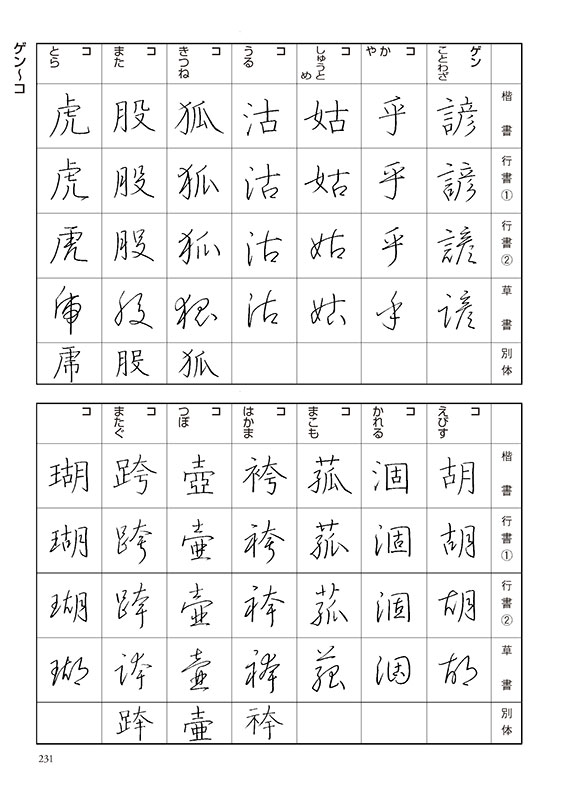 ゲン〜コ
楷書
行書①
行書②
草書
別体
ゲン
ことわざ
諺
諺
諺
諺
コ
か
や
乎
乎
乎
乎
コ
しゅうとめ
姑
姑
姑
姑
コ
うる
沽
沽
沽
沽
コ
きつね
狐
狐
狐
狐
狐
コ
また
股
股
股
股
股
コ
とら
虎
虎
虎
虎
虎
楷書
行書①
行書②
草書
別体
コ
えびす
胡
胡
胡
胡
コ
かれる
涸
涸
涸
涸
コ
まこも
菰
菰
菰
菰
コ
はかま
袴
袴
袴
袴
袴
コ
つぼ
壺
壺
壺
壺
壺
コ
またぐ
跨
跨
跨
跨
跨
コ
瑚
瑚
瑚
瑚
231